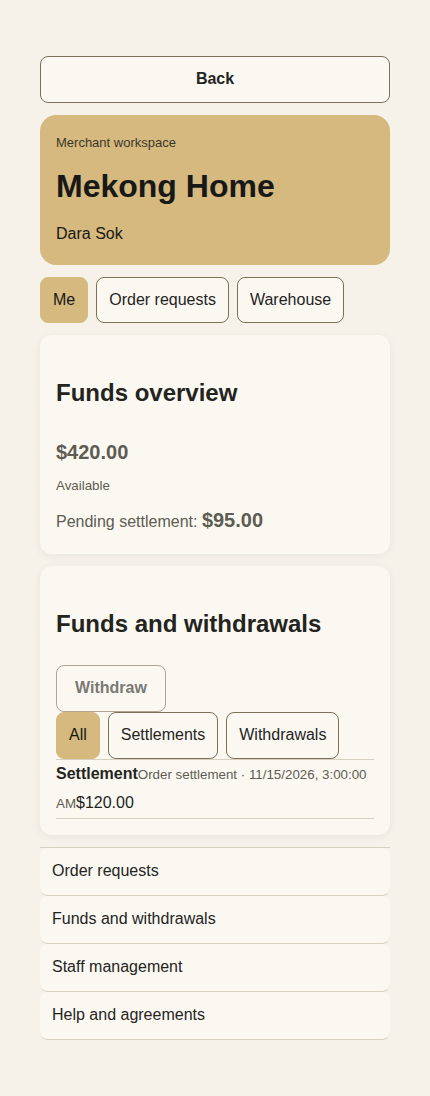 Back
Merchant workspace
Mekong Home
Dara Sok
Me Order requests Warehouse
Funds overview
$420.00
Available
Pending settlement: $95.00
Funds and withdrawals
Withdraw
All Settlements Withdrawals
SettlementOrder settlement · 11/15/2026, 3:00:00
AM$120.00
Order requests
Funds and withdrawals
Staff management
Help and agreements